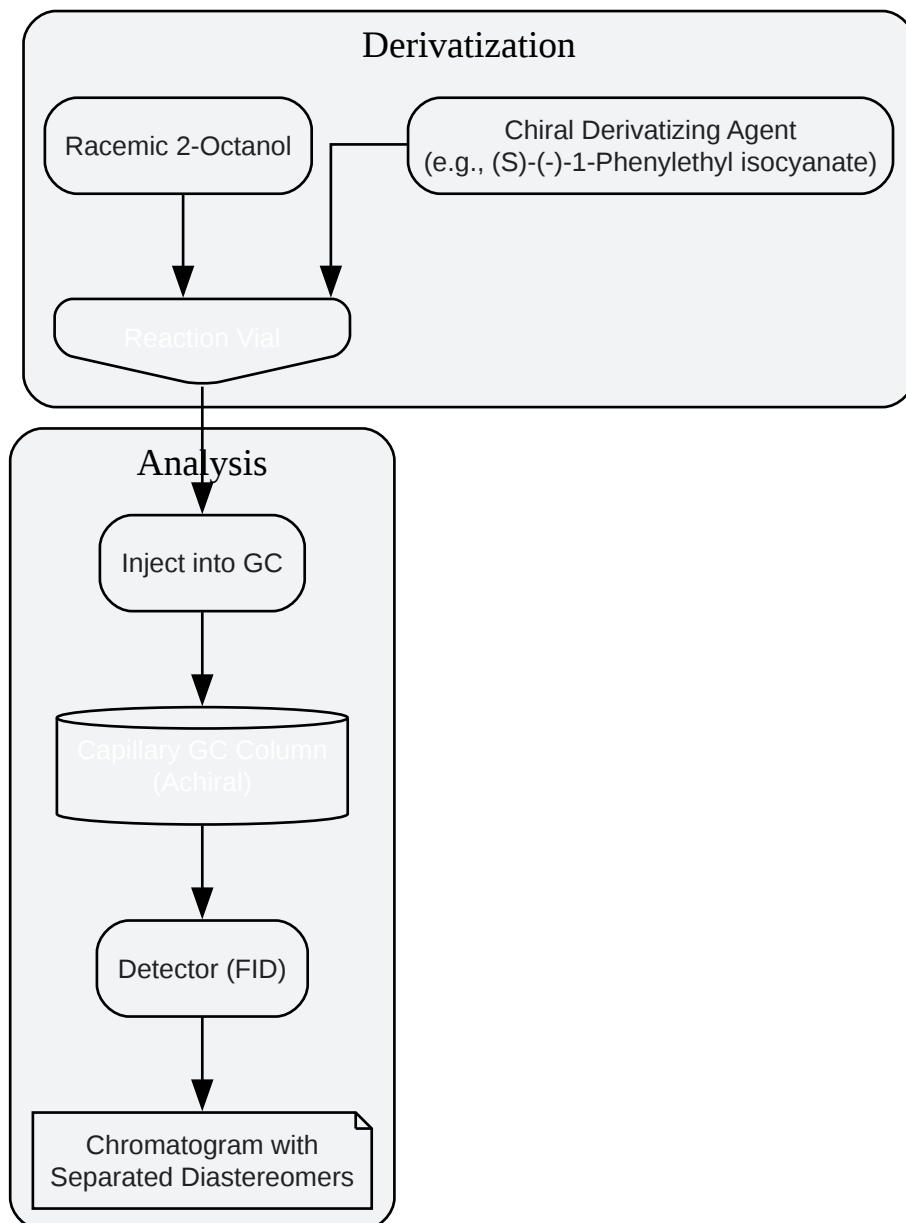 Derivatization
Racemic 2-Octanol
Chiral Derivatizing Agent
(e.g., (S)-(-)-1-Phenylethyl isocyanate)
Reaction Vial
Analysis
Inject into GC
Capillary GC Column
(Achiral)
Detector (FID)
Chromatogram with
Separated Diastereomers